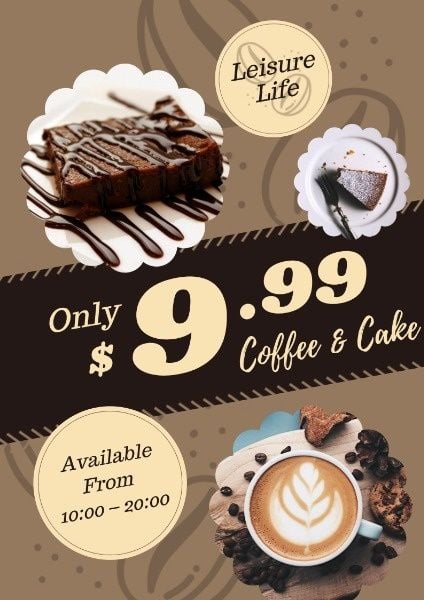 Leisure
Life
Only
$ 9.99
Coffee & Cake
Available
From
10:00 – 20:00